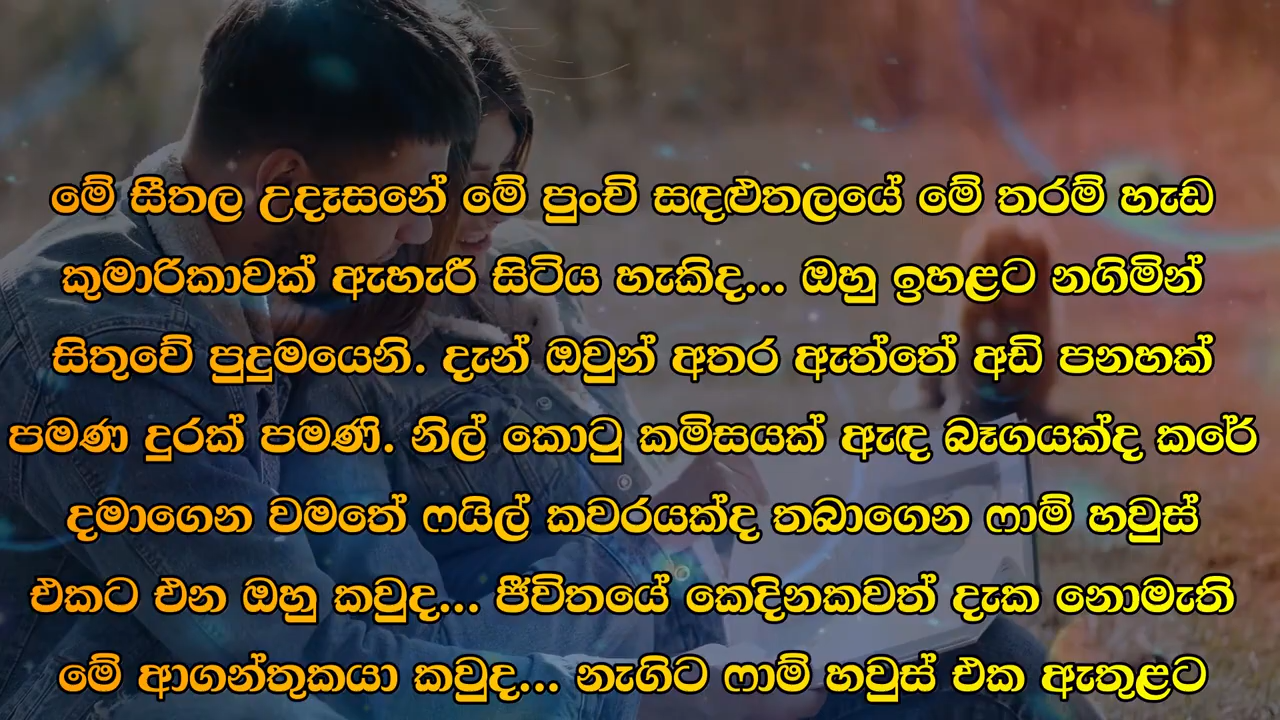 මේ සීතල උදෑසනේ මේ පුංචි සඳළුතලයේ මේ තරම් හැඩ
කුමාරිකාවක් ඇහැරී සිටිය හැකිද... ඔහු ඉහළට නගිමින්
සිතුවේ පුදුමයෙනි. දැන් ඔවුන් අතර ඇත්තේ අඩි පනහක්
පමණ දුරක් පමණි. නිල් කොටු කමිසයක් ඇඳ බෑගයක්ද කරේ
දමාගෙන වමතේ ෆයිල් කවරයක්ද තබාගෙන ෆාම් හවුස්
එකට එන ඔහු කවුද... ජීවිතයේ කෙදිනකවත් දැක නොමැති
මේ ආගන්තුකයා කවුද... නැගිට ෆාම් හවුස් එක ඇතුළට